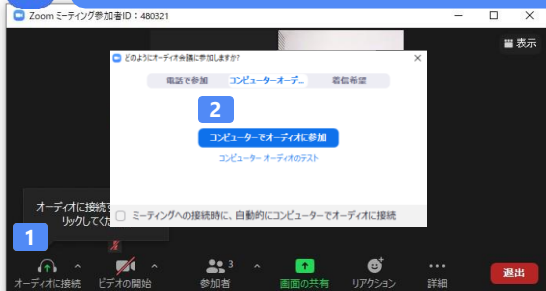 Zoom ミーティング参加者ID：480321
表示
どのようにオーディオ会議に参加しますか?
電話で参加 コンピューターオーデ... 着信希望
2
コンピューターでオーディオに参加
コンピューター オーディオのテスト
ミーティングへの接続時に、自動的にコンピューターでオーディオに接続
オーディオに接続す
リックしてくだ
1
3
オーディオに接続 ビデオの開始 参加者 画面の共有 リアクション 詳細
退出